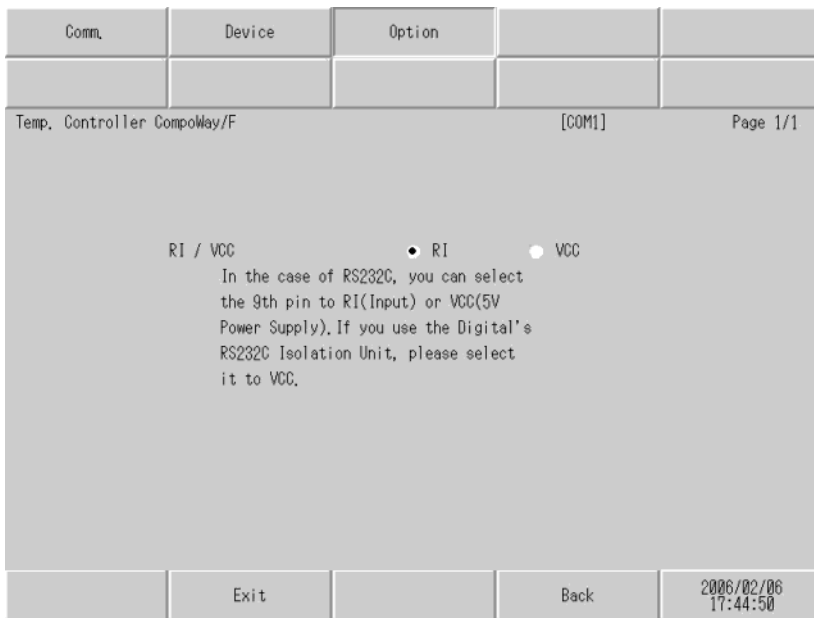 Comm. Device Option
Temp. Controller CompoWay/F [COM1] Page 1/1
RI / VCC RI VCC
In the case of RS232C, you can select
the 9th pin to RI(Input) or VCC(5V
Power Supply). If you use the Digital's
RS232C Isolation Unit, please select
it to VCC.
Exit Back 2006/02/06
17:44:50